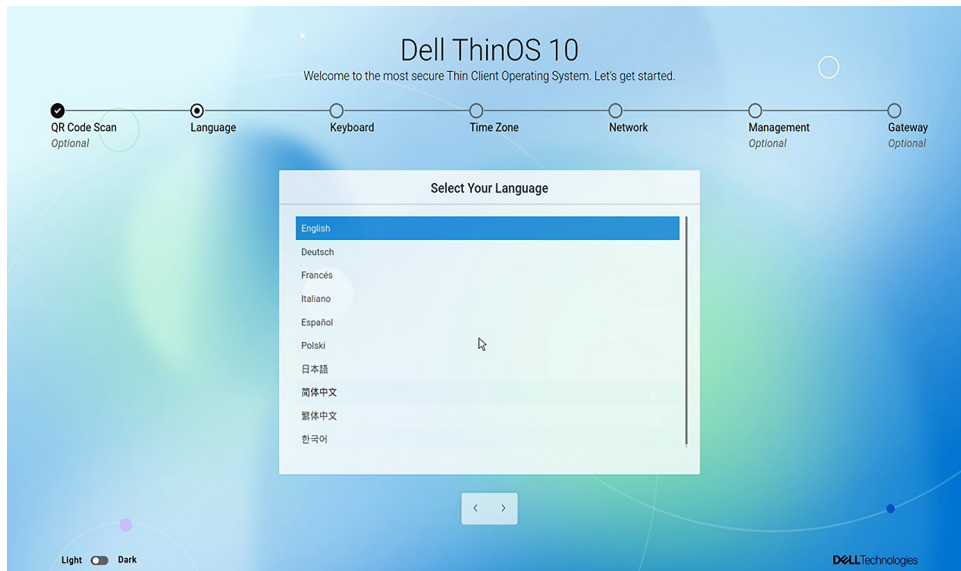 Dell ThinOS 10
Welcome to the most secure Thin Client Operating System. Let's get started.
QR Code Scan
Optional
Language
Keyboard
Time Zone
Network
Management
Optional
Gateway
Optional
Select Your Language
English
Deutsch
Francés
Italiano
Español
Polski
日本語
简体中文
繁体中文
한국어
Light Dark
DELLTechnologies